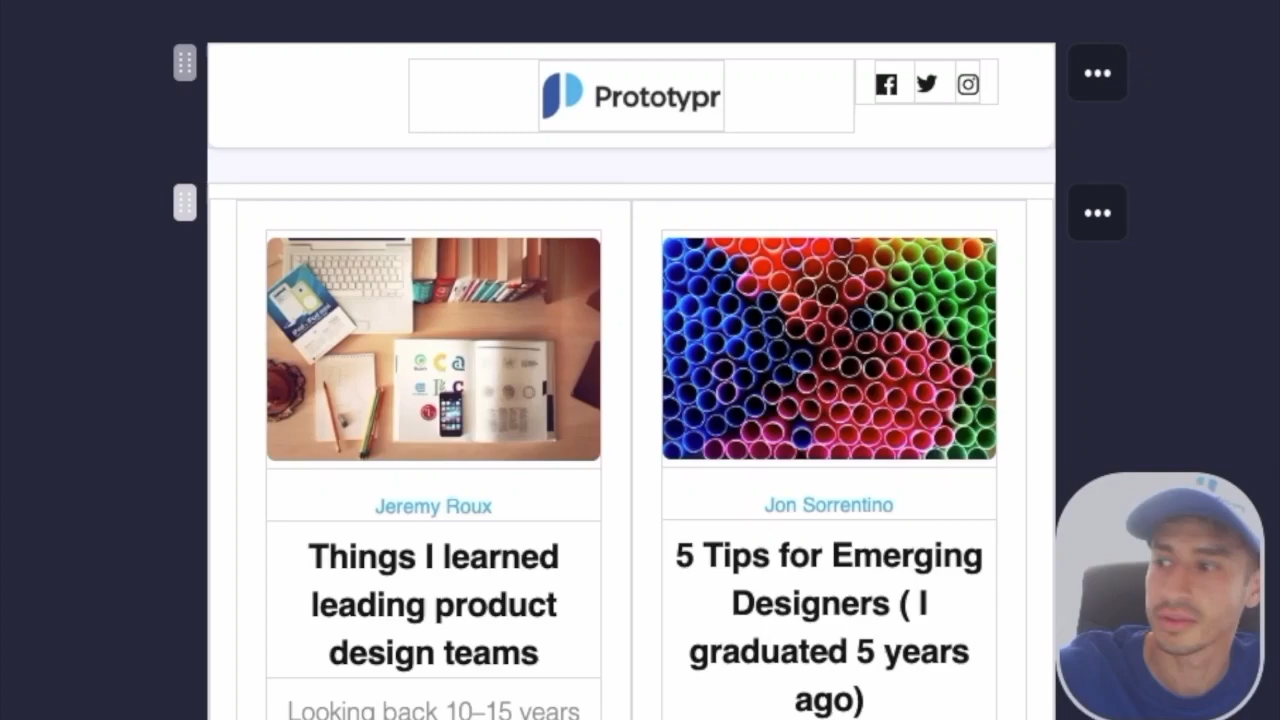 Prototypr
Jeremy Roux
Things I learned
leading product
design teams
Looking back 10–15 years
Jon Sorrentino
5 Tips for Emerging
Designers ( I
graduated 5 years
ago)